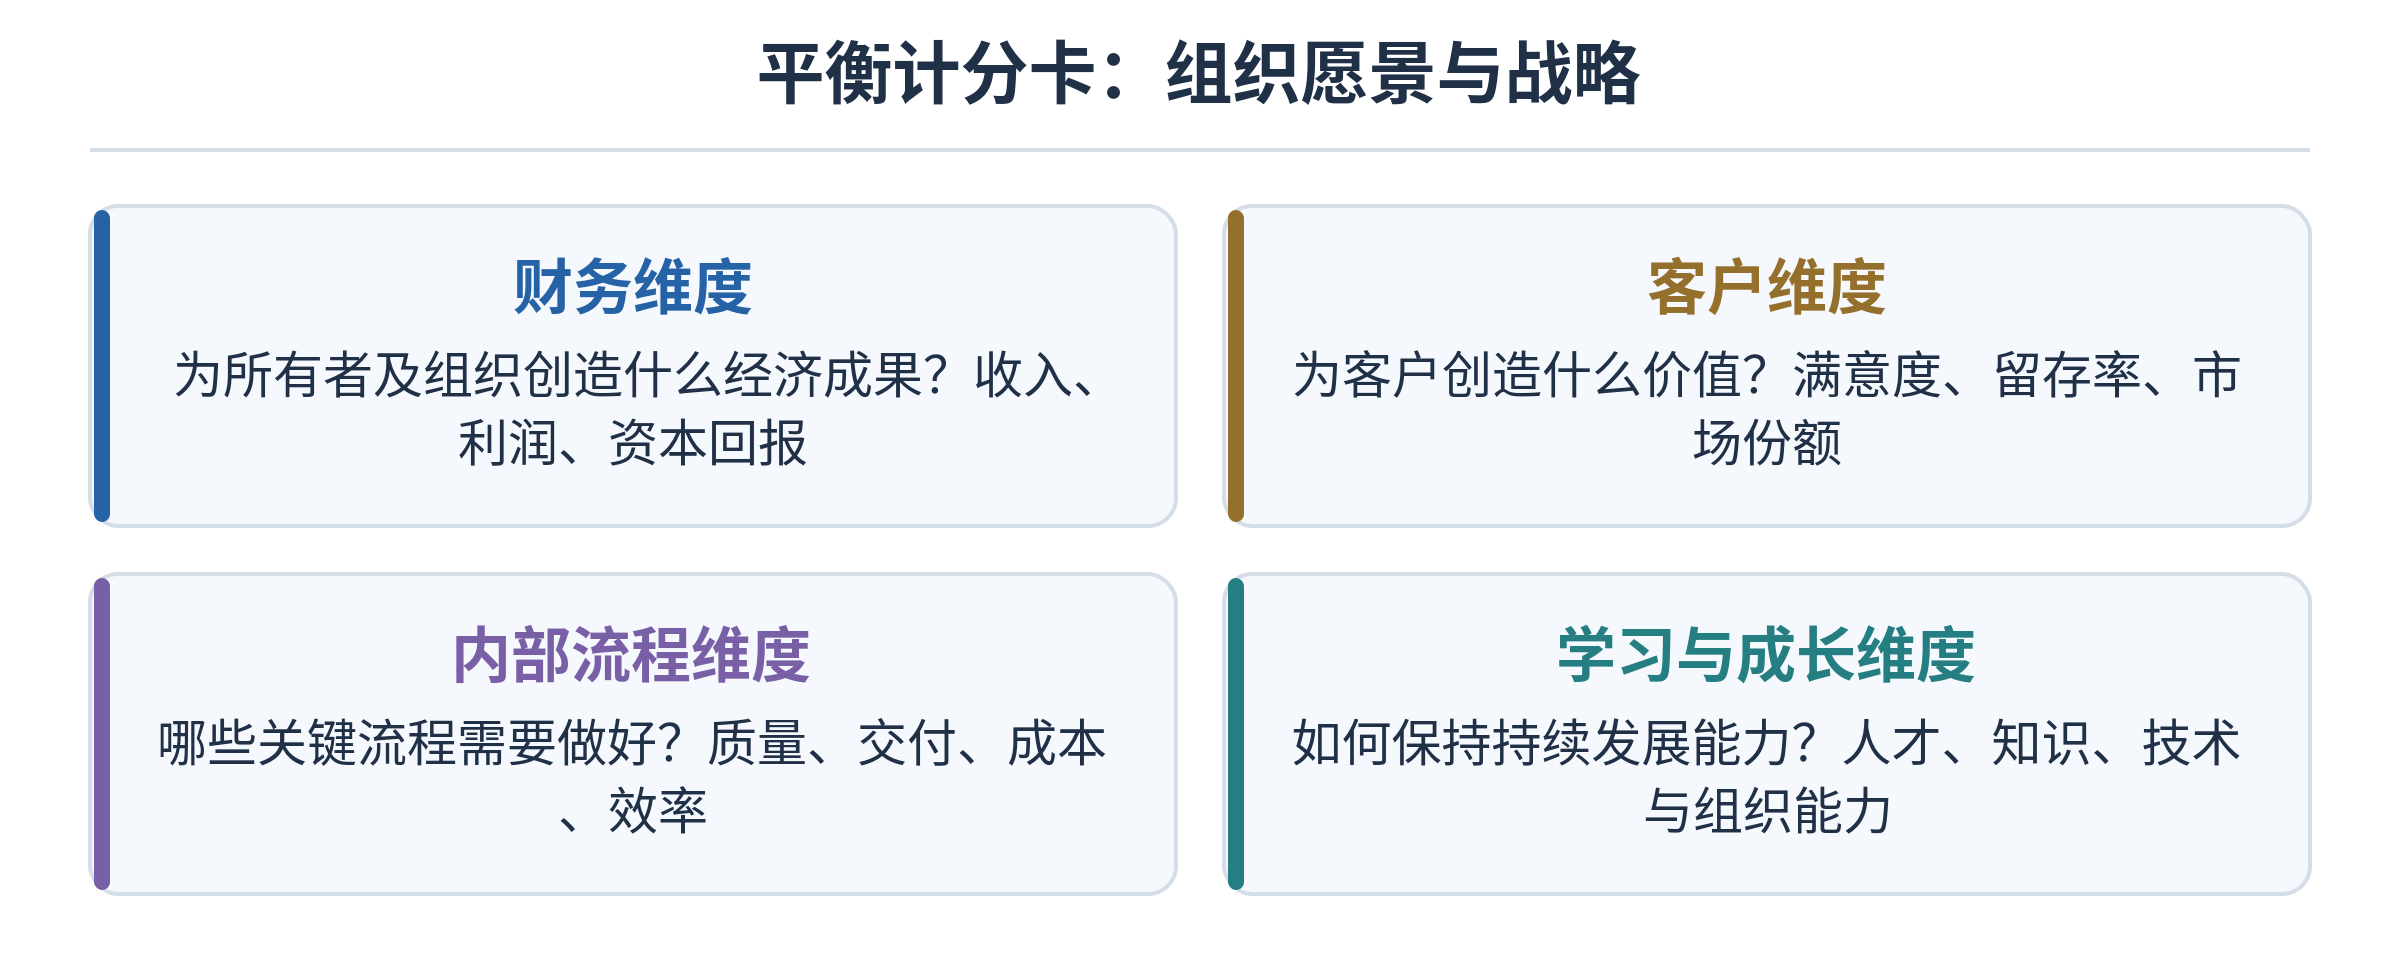 平衡计分卡：组织愿景与战略
财务维度
为所有者及组织创造什么经济成果？收入、
利润、资本回报
客户维度
为客户创造什么价值？满意度、留存率、市
场份额
内部流程维度
哪些关键流程需要做好？质量、交付、成本
、效率
学习与成长维度
如何保持持续发展能力？人才、知识、技术
与组织能力